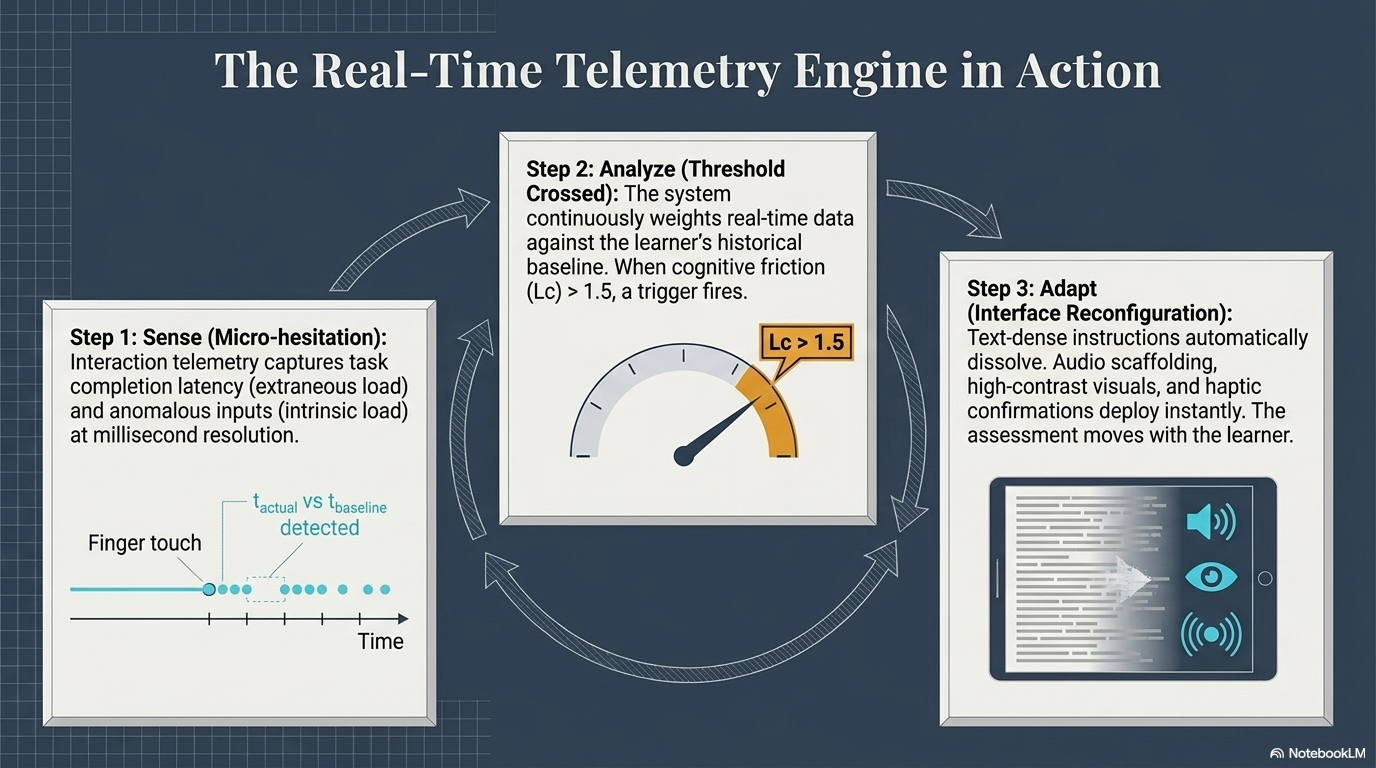 The Real-Time Telemetry Engine in Action
Step 1: Sense (Micro-hesitation):
Interaction telemetry captures task
completion latency (extraneous load)
and anomalous inputs (intrinsic load)
at millisecond resolution.
t_actual vs t_baseline
detected
Finger touch
Time
Step 2: Analyze (Threshold
Crossed): The system
continuously weights real-time data
against the learner's historical
baseline. When cognitive friction
(Lc) > 1.5, a trigger fires.
Lc > 1.5
Step 3: Adapt
(Interface Reconfiguration):
Text-dense instructions automatically
dissolve. Audio scaffolding,
high-contrast visuals, and haptic
confirmations deploy instantly. The
assessment moves with the learner.
NotebookLM